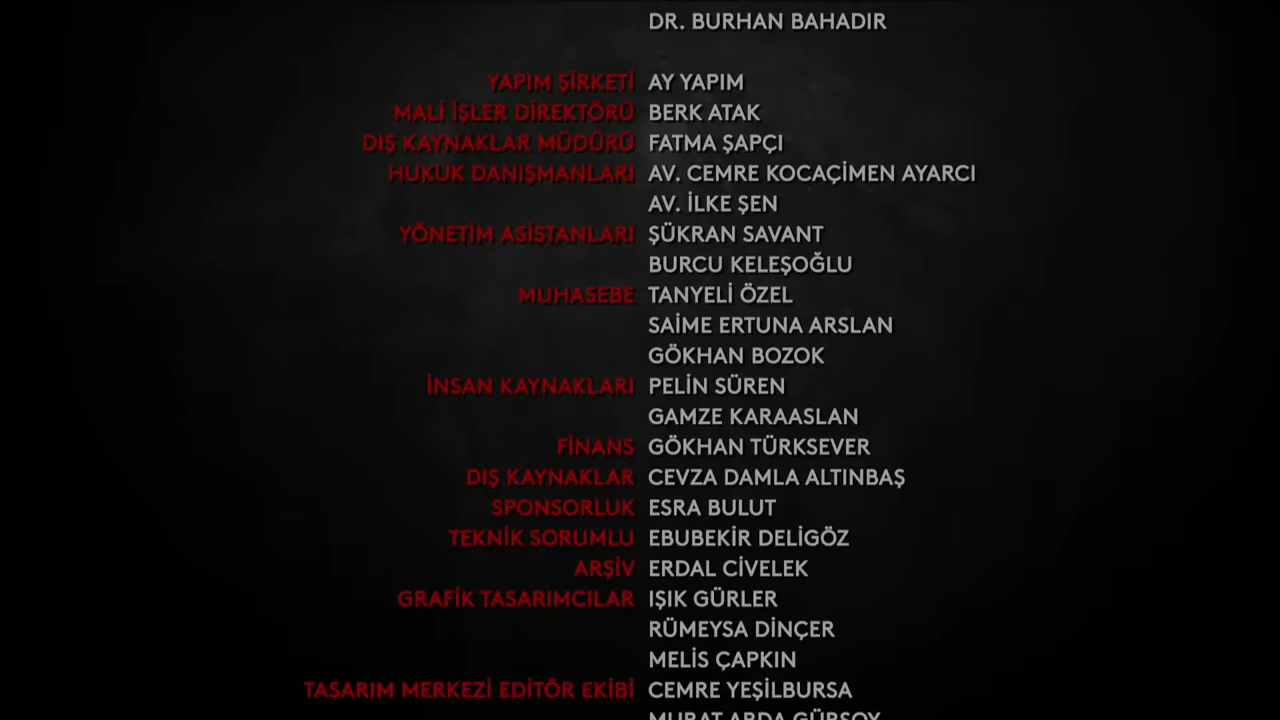 DR. BURHAN BAHADIR
YAPIM ŞİRKETİ AY YAPIM
MALİ İŞLER DİREKTÖRÜ BERK ATAK
DIŞ KAYNAKLAR MÜDÜRÜ FATMA ŞAPÇI
HUKUK DANIŞMANLARI AV. CEMRE KOCAÇİMEN AYARCI
AV. İLKE ŞEN
YÖNETİM ASİSTANLARI ŞÜKRAN SAVANT
BURCU KELEŞOĞLU
MUHASEBE TANYELİ ÖZEL
SAİME ERTUNA ARSLAN
GÖKHAN BOZOK
İNSAN KAYNAKLARI PELİN SÜREN
GAMZE KARAASLAN
FİNANS GÖKHAN TÜRKSEVER
DIŞ KAYNAKLAR CEVZA DAMLA ALTINBAŞ
SPONSORLUK ESRA BULUT
TEKNİK SORUMLU EBUBEKİR DELİGÖZ
ARŞİV ERDAL CİVELEK
GRAFİK TASARIMCILAR IŞIK GÜRLER
RÜMEYSA DİNÇER
MELİS ÇAPKIN
TASARIM MERKEZİ EDİTÖR EKİBİ CEMRE YEŞİLBURSA
MURAT ARDA GÜRSOY